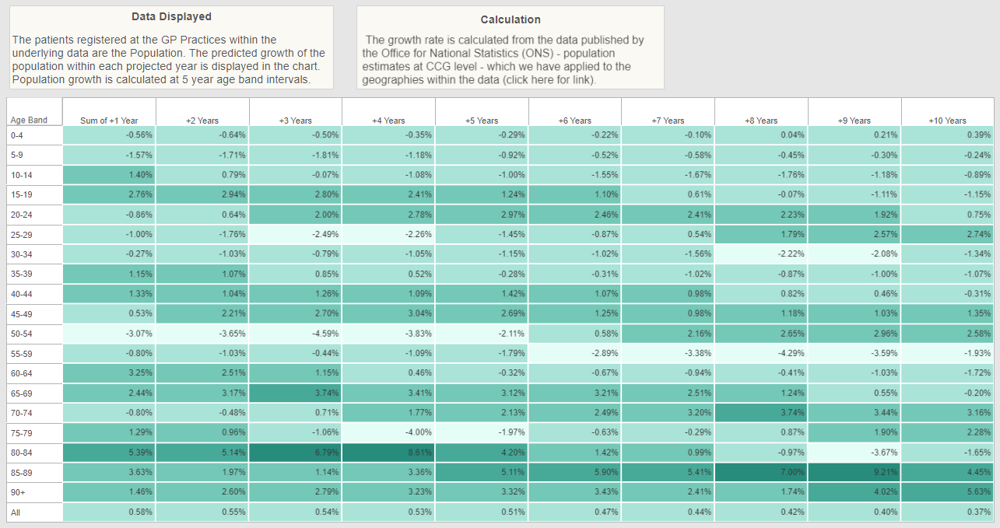 Data Displayed
The patients registered at the GP Practices within the
underlying data are the Population. The predicted growth of the
population within each projected year is displayed in the chart.
Population growth is calculated at 5 year age band intervals.
Calculation
The growth rate is calculated from the data published by
the Office for National Statistics (ONS) - population
estimates at CCG level - which we have applied to the
geographies within the data (click here for link).
Age Band Sum of +1 Year +2 Years +3 Years +4 Years +5 Years +6 Years +7 Years +8 Years +9 Years +10 Years
0-4 -0.56% -0.64% -0.50% -0.35% -0.29% -0.22% -0.10% 0.04% 0.21% 0.39%
5-9 -1.57% -1.71% -1.81% -1.18% -0.92% -0.52% -0.58% -0.45% -0.30% -0.24%
10-14 1.40% 0.79% -0.07% -1.08% -1.00% -1.55% -1.67% -1.76% -1.18% -0.89%
15-19 2.76% 2.94% 2.80% 2.41% 1.24% 1.10% 0.61% -0.07% -1.11% -1.15%
20-24 -0.86% 0.64% 2.00% 2.78% 2.97% 2.46% 2.41% 2.23% 1.92% 0.75%
25-29 -1.00% -1.76% -2.49% -2.26% -1.45% -0.87% 0.54% 1.79% 2.57% 2.74%
30-34 -0.27% -1.03% -0.79% -1.05% -1.15% -1.02% -1.56% -2.22% -2.08% -1.34%
35-39 1.15% 1.07% 0.85% 0.52% -0.28% -0.31% -1.02% -0.87% -1.00% -1.07%
40-44 1.33% 1.04% 1.26% 1.09% 1.42% 1.07% 0.98% 0.82% 0.46% -0.31%
45-49 0.53% 2.21% 2.70% 3.04% 2.69% 1.25% 0.98% 1.18% 1.03% 1.35%
50-54 -3.07% -3.65% -4.59% -3.83% -2.11% 0.58% 2.16% 2.65% 2.96% 2.58%
55-59 -0.80% -1.03% -0.44% -1.09% -1.79% -2.89% -3.38% -4.29% -3.59% -1.93%
60-64 3.25% 2.51% 1.15% 0.46% -0.32% -0.67% -0.94% -0.41% -1.03% -1.72%
65-69 2.44% 3.17% 3.74% 3.41% 3.12% 3.21% 2.51% 1.24% 0.55% -0.20%
70-74 -0.80% -0.48% 0.71% 1.77% 2.13% 2.49% 3.20% 3.74% 3.44% 3.16%
75-79 1.29% 0.96% -1.06% -4.00% -1.97% -0.63% -0.29% 0.87% 1.90% 2.28%
80-84 5.39% 5.14% 6.79% 8.61% 4.20% 1.42% 0.99% -0.97% -3.67% -1.65%
85-89 3.63% 1.97% 1.14% 3.36% 5.11% 5.90% 5.41% 7.00% 9.21% 4.45%
90+ 1.46% 2.60% 2.79% 3.23% 3.32% 3.43% 2.41% 1.74% 4.02% 5.63%
All 0.58% 0.55% 0.54% 0.53% 0.51% 0.47% 0.44% 0.42% 0.40% 0.37%